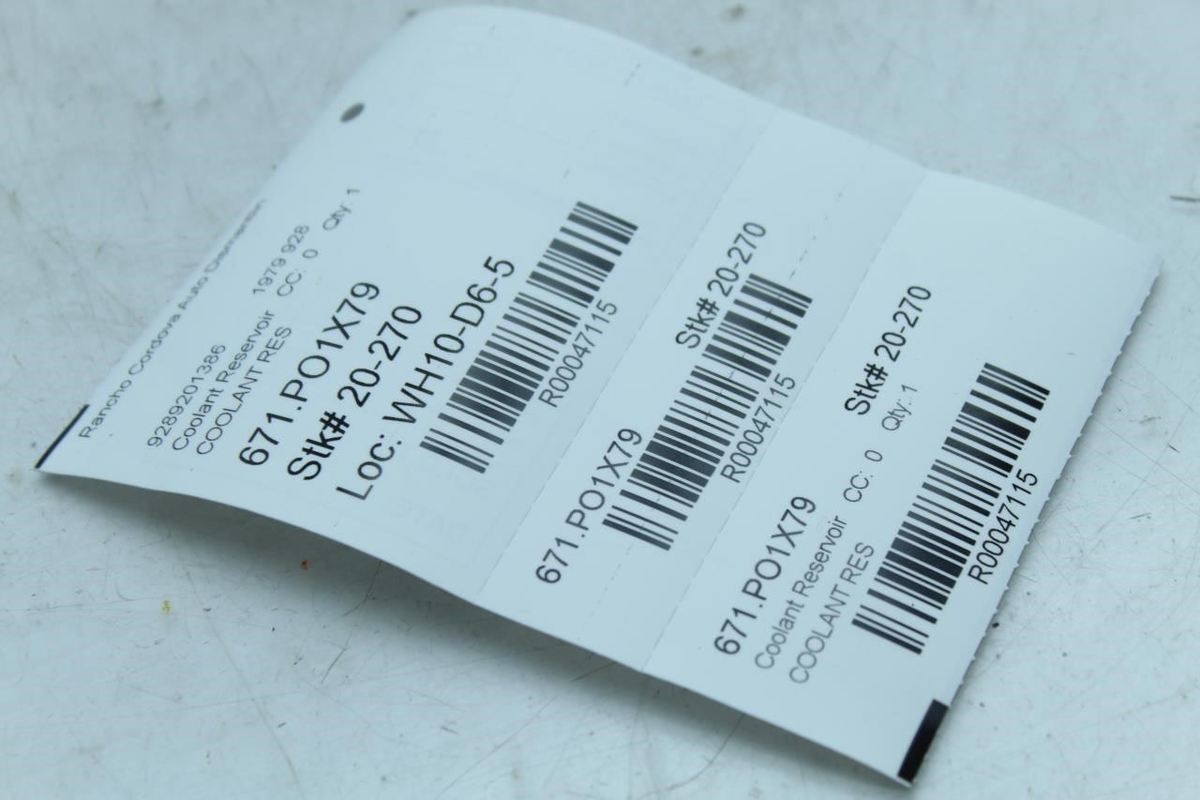 Rancho Cordova Auto Dismantlin
9289201386 1979 928
Coolant Reservoir CC: 0 Qty: 1
COOLANT RES
671.PO1X79
Stk# 20-270
Loc: WH10-D6-5
R00047115
671.PO1X79 Stk# 20-270
R00047115
671.PO1X79 Stk# 20-270
Coolant Reservoir CC: 0 Qty: 1
COOLANT RES
R00047115